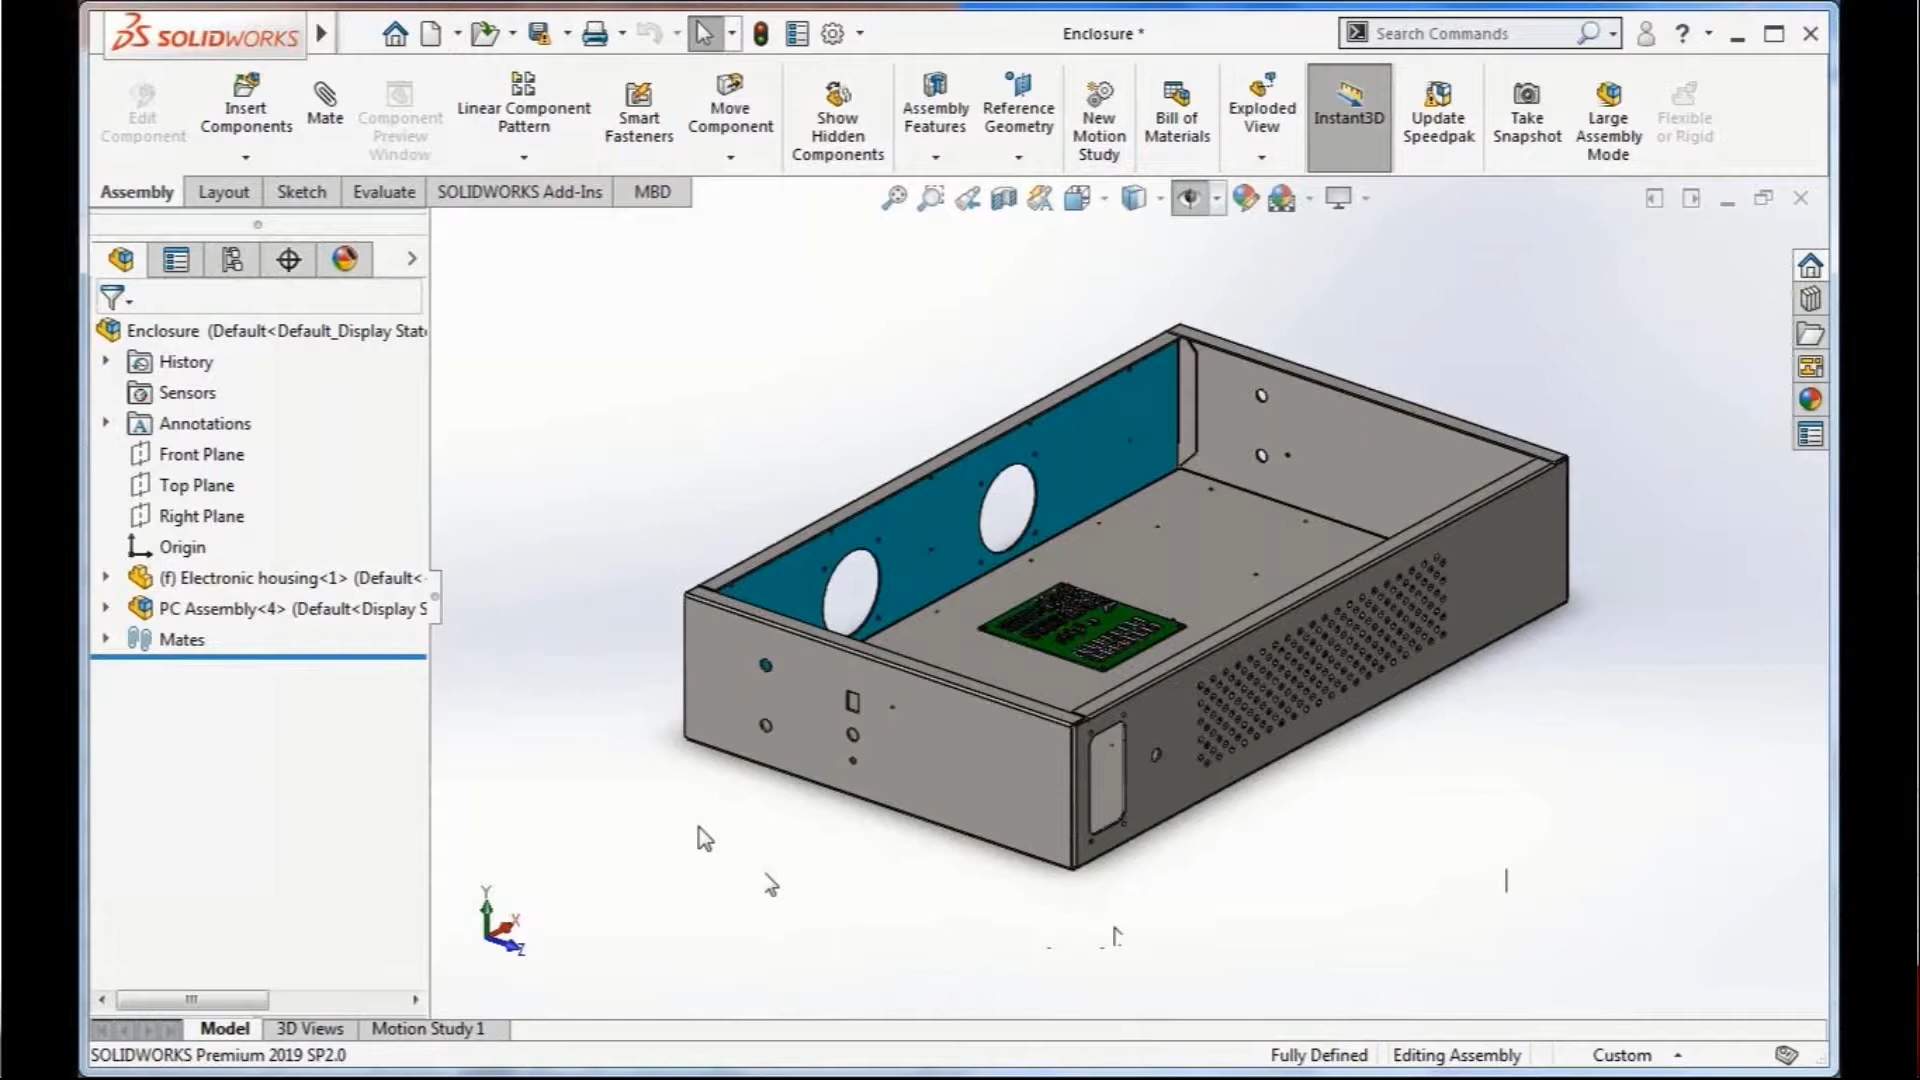 SOLIDWORKS
Enclosure *
Search Commands
?
Edit Component
Insert Components
Mate
Component Preview Window
Linear Component Pattern
Smart Fasteners
Move Component
Show Hidden Components
Assembly Features
Reference Geometry
New Motion Study
Bill of Materials
Exploded View
Instant3D
Update Speedpak
Take Snapshot
Large Assembly Mode
Flexible or Rigid
Assembly
Layout
Sketch
Evaluate
SOLIDWORKS Add-Ins
MBD
Enclosure (Default<Default_Display State
History
Sensors
Annotations
Front Plane
Top Plane
Right Plane
Origin
(f) Electronic housing<1> (Default<
PC Assembly<4> (Default<Display S
Mates
Y
X
Z
Model
3D Views
Motion Study 1
SOLIDWORKS Premium 2019 SP2.0
Fully Defined
Editing Assembly
Custom